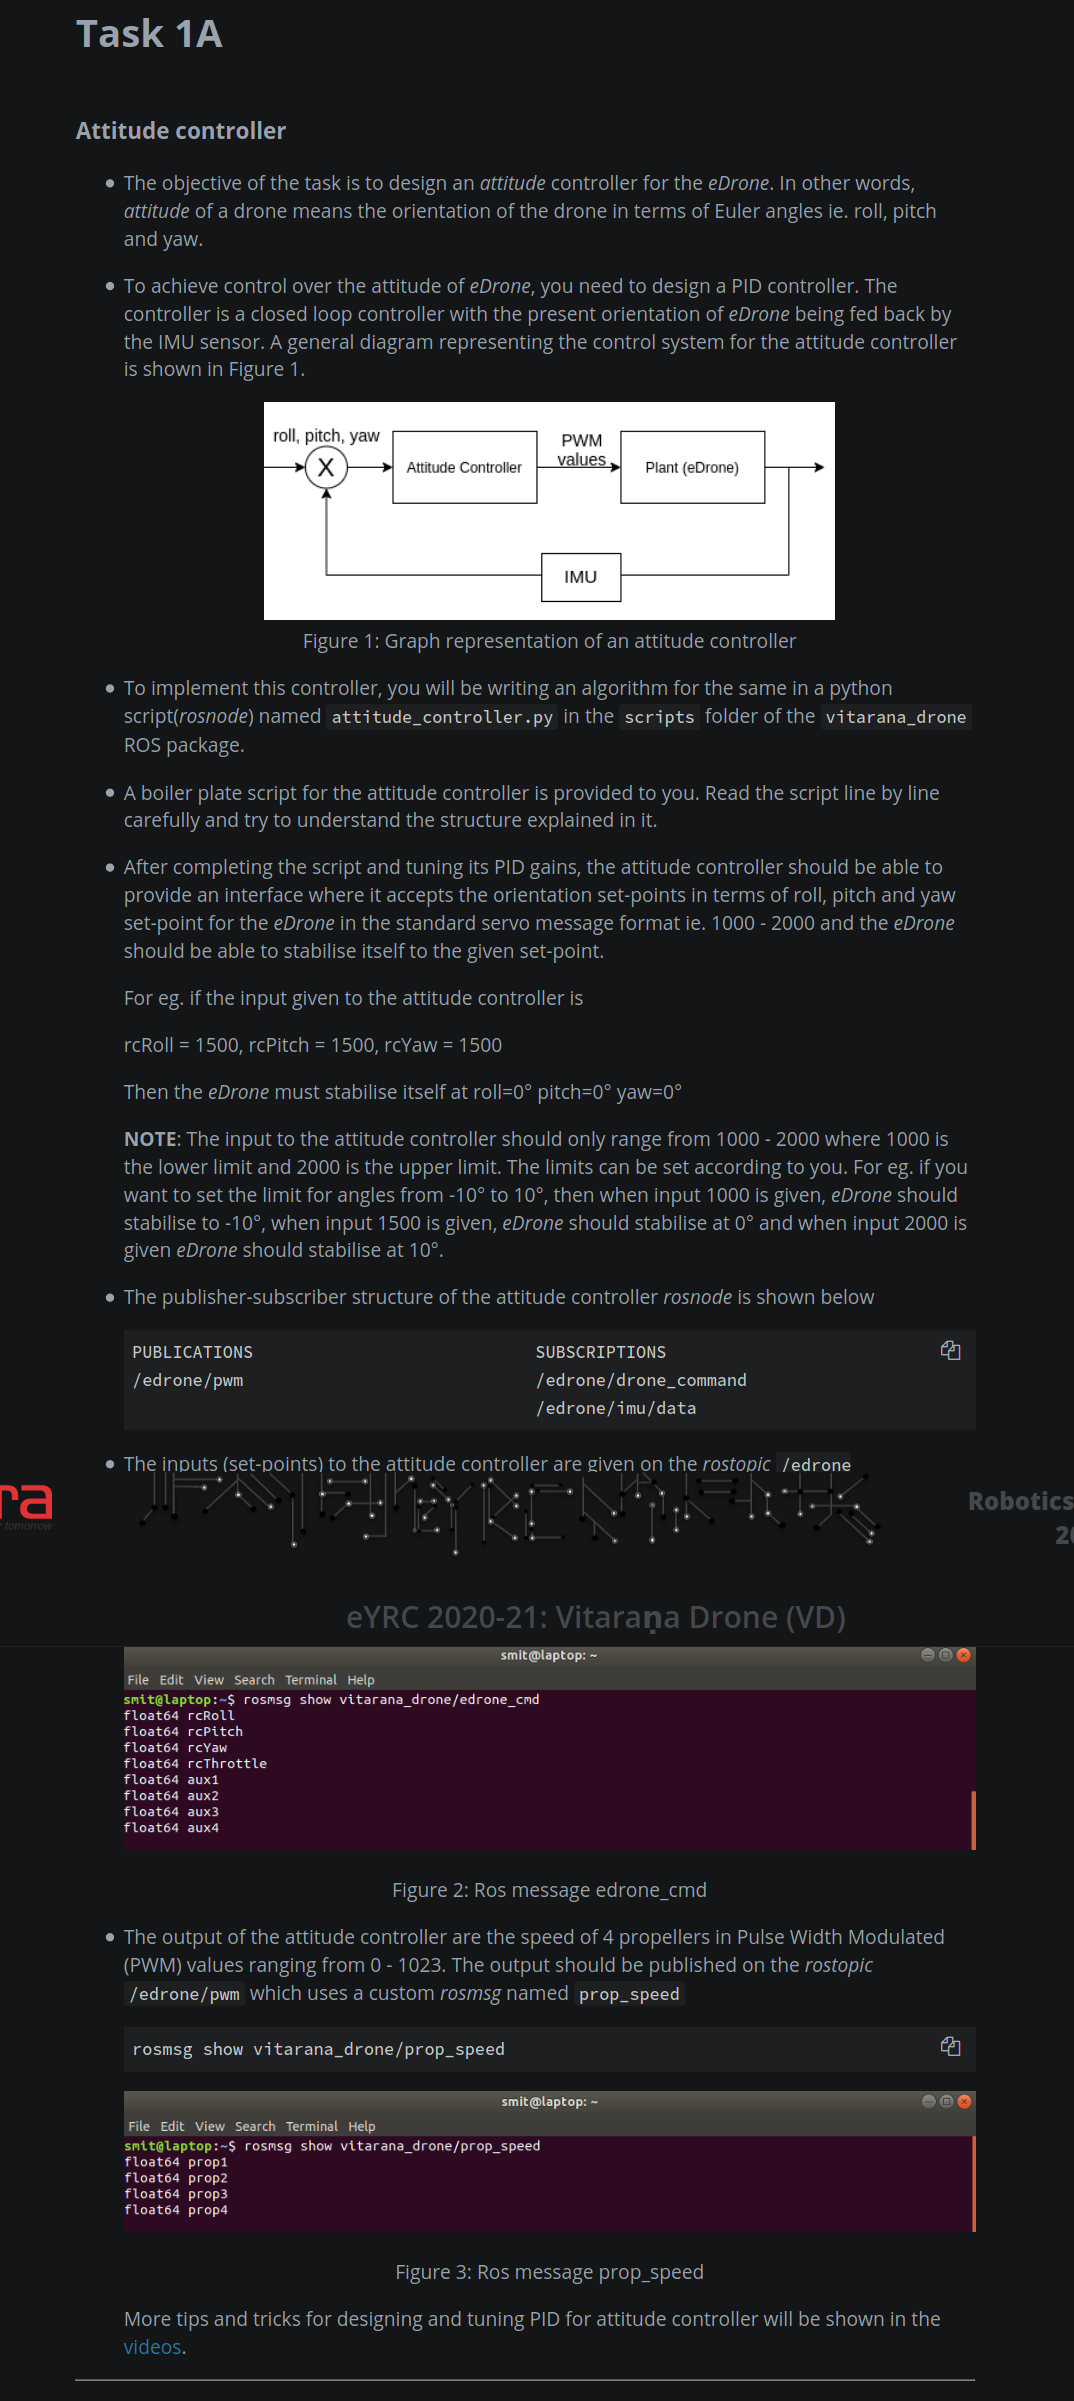 Task 1A
Attitude controller
The objective of the task is to design an attitude controller for the eDrone. In other words,
attitude of a drone means the orientation of the drone in terms of Euler angles ie. roll, pitch
and yaw.
To achieve control over the attitude of eDrone, you need to design a PID controller. The
controller is a closed loop controller with the present orientation of eDrone being fed back by
the IMU sensor. A general diagram representing the control system for the attitude controller
is shown in Figure 1.
roll, pitch, yaw
X
Attitude Controller
PWM
values
Plant (eDrone)
IMU
Figure 1: Graph representation of an attitude controller
To implement this controller, you will be writing an algorithm for the same in a python
script(rosnode) named attitude_controller.py in the scripts folder of the vitarana_drone
ROS package.
A boiler plate script for the attitude controller is provided to you. Read the script line by line
carefully and try to understand the structure explained in it.
After completing the script and tuning its PID gains, the attitude controller should be able to
provide an interface where it accepts the orientation set-points in terms of roll, pitch and yaw
set-point for the eDrone in the standard servo message format ie. 1000 - 2000 and the eDrone
should be able to stabilise itself to the given set-point.
For eg. if the input given to the attitude controller is
rcRoll = 1500, rcPitch = 1500, rcYaw = 1500
Then the eDrone must stabilise itself at roll=0° pitch=0° yaw=0°
NOTE: The input to the attitude controller should only range from 1000 - 2000 where 1000 is
the lower limit and 2000 is the upper limit. The limits can be set according to you. For eg. if you
want to set the limit for angles from -10° to 10°, then when input 1000 is given, eDrone should
stabilise to -10°, when input 1500 is given, eDrone should stabilise at 0° and when input 2000 is
given eDrone should stabilise at 10°.
The publisher-subscriber structure of the attitude controller rosnode is shown below
PUBLICATIONS SUBSCRIPTIONS
/edrone/pwm /edrone/drone_command
/edrone/imu/data
The inputs (set-points) to the attitude controller are given on the rostopic /edrone
ra
tomorrow
Robotics
20
eYRC 2020-21: Vitaraṇa Drone (VD)
smit@laptop: ~
File Edit View Search Terminal Help
smit@laptop:~$ rosmsg show vitarana_drone/edrone_cmd
float64 rcRoll
float64 rcPitch
float64 rcYaw
float64 rcThrottle
float64 aux1
float64 aux2
float64 aux3
float64 aux4
Figure 2: Ros message edrone_cmd
The output of the attitude controller are the speed of 4 propellers in Pulse Width Modulated
(PWM) values ranging from 0 - 1023. The output should be published on the rostopic
/edrone/pwm which uses a custom rosmsg named prop_speed
rosmsg show vitarana_drone/prop_speed
smit@laptop: ~
File Edit View Search Terminal Help
smit@laptop:~$ rosmsg show vitarana_drone/prop_speed
float64 prop1
float64 prop2
float64 prop3
float64 prop4
Figure 3: Ros message prop_speed
More tips and tricks for designing and tuning PID for attitude controller will be shown in the
videos.